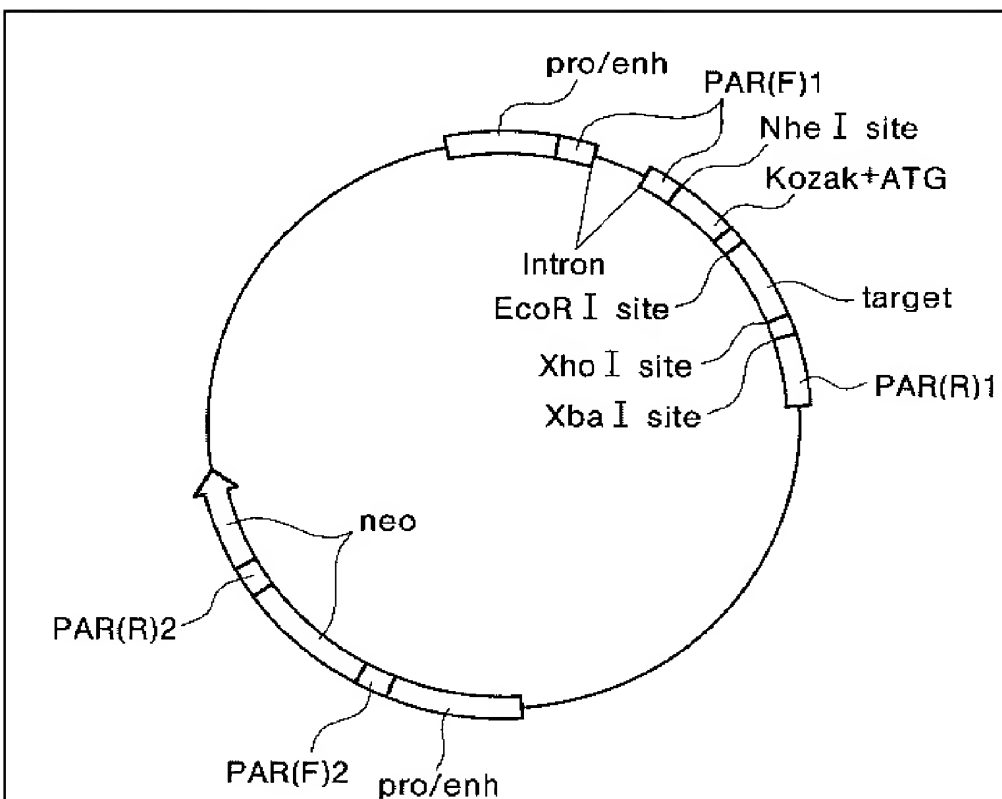 pro/enh
PAR(F)1
Nhe I site
Kozak+ATG
Intron
EcoR I site
target
Xho I site
PAR(R)1
Xba I site
neo
PAR(R)2
PAR(F)2
pro/enh